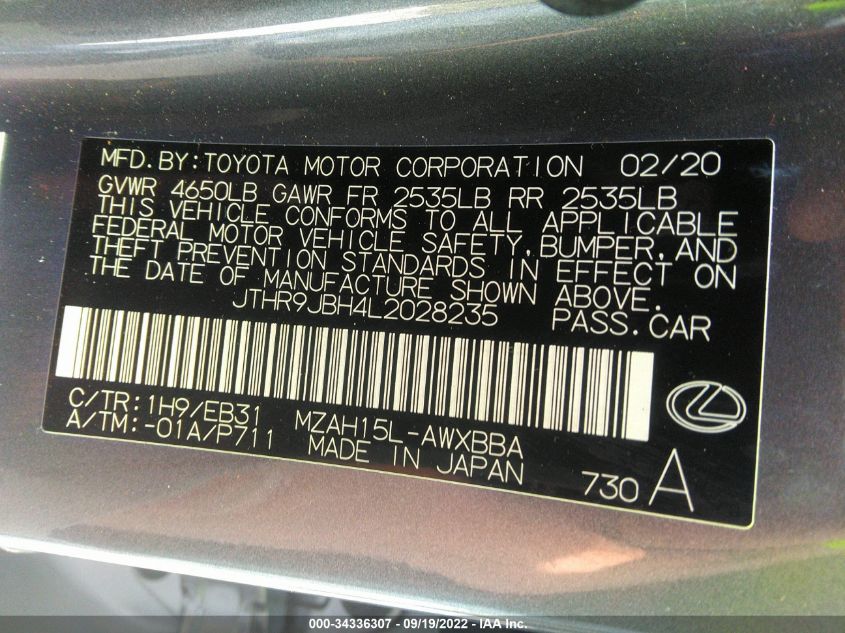 MFD.BY:TOYOTA MOTOR CORPORATION 02/20
GVWR 4650LB GAWR FR 2535LB RR 2535LB
THIS VEHICLE CONFORMS TO ALL APPLICABLE
FEDERAL MOTOR VEHICLE SAFETY,BUMPER,AND
THEFT PREVENTION STANDARDS IN EFFECT ON
THE DATE OF MANUFACTURE SHOWN ABOVE.
JTHR9JBH4L2028235 PASS.CAR
C/TR:1H9/EB31 MZAH15L-AWXBBA
A/TM:-01A/P711 MADE IN JAPAN
730 A
000-34336307 - 09/19/2022 - IAA Inc.